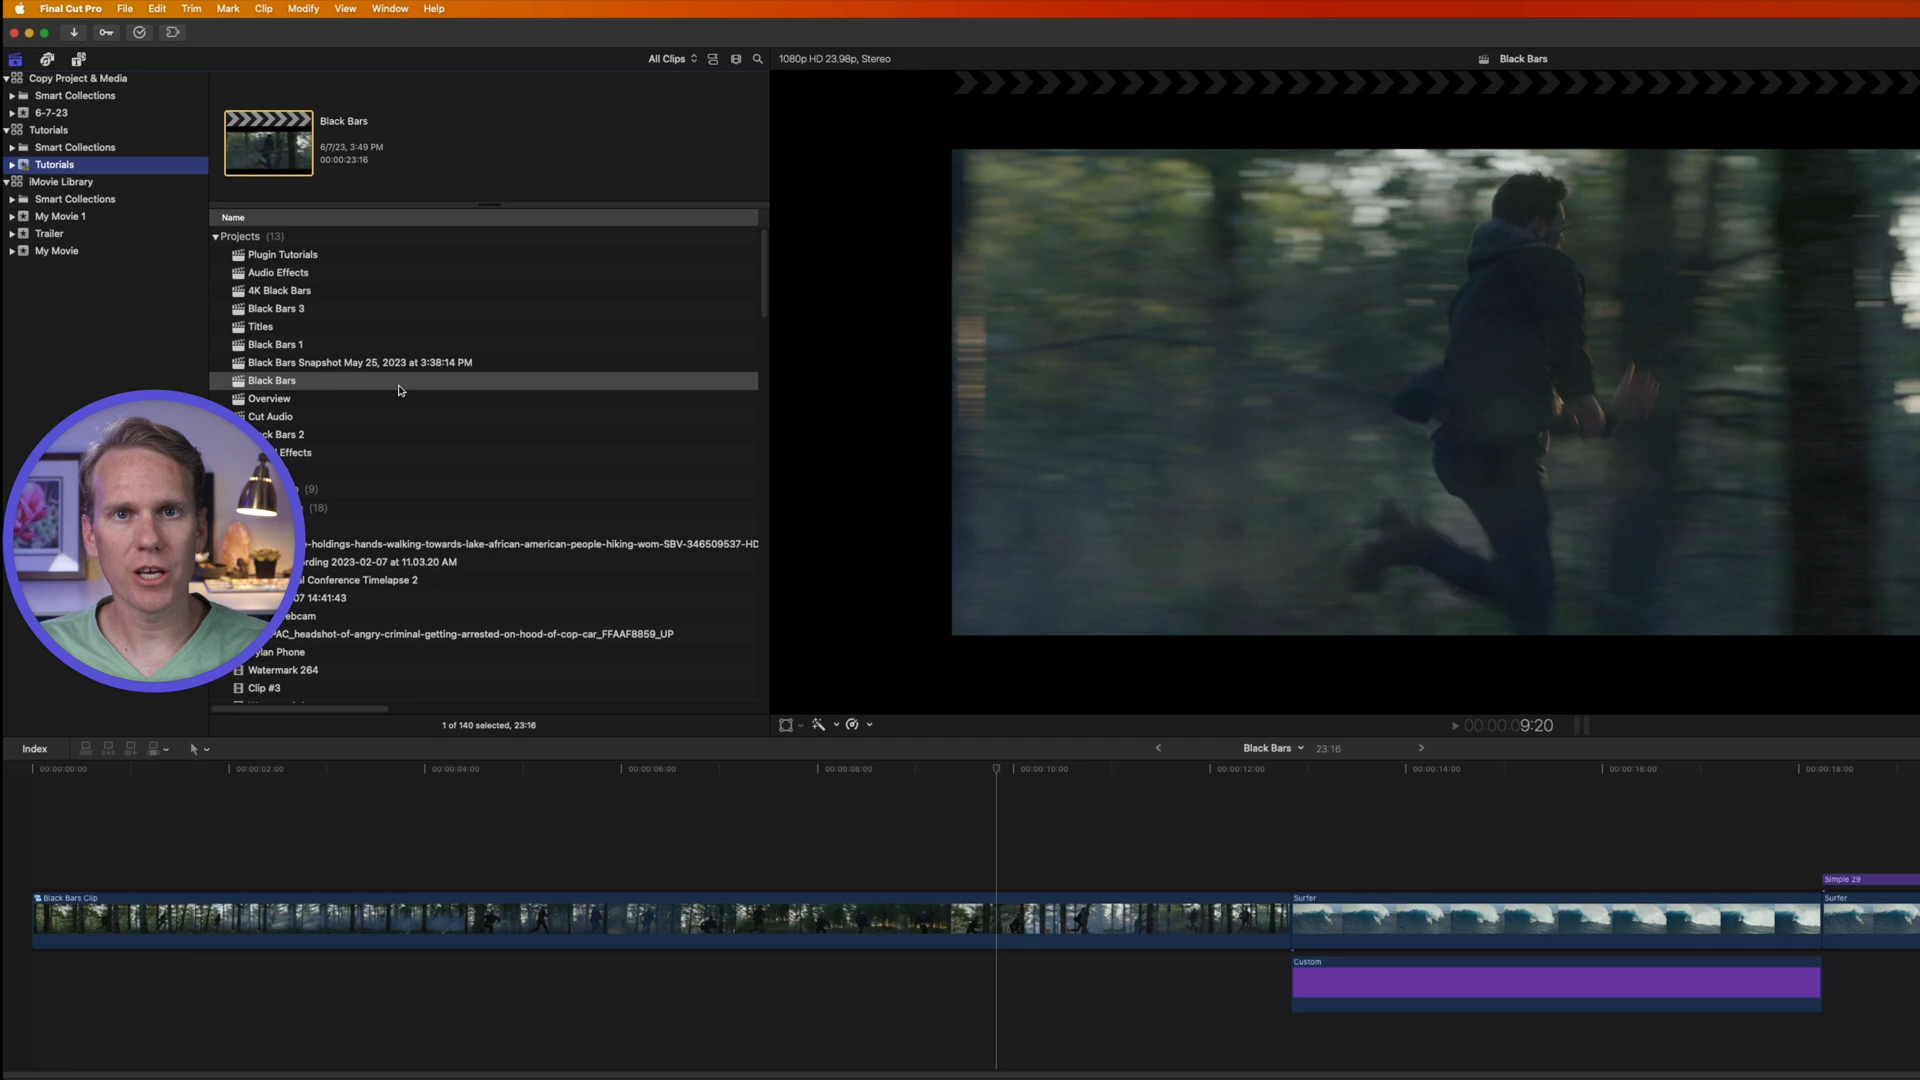 Final Cut Pro File Edit Trim Mark Clip Modify View Window Help
All Clips
1080p HD 23.98p, Stereo
Black Bars
Copy Project & Media
Smart Collections
6-7-23
Tutorials
Smart Collections
Tutorials
iMovie Library
Smart Collections
My Movie 1
Trailer
My Movie
Black Bars
6/7/23, 3:49 PM
00:00:23:16
Name
Projects (13)
Plugin Tutorials
Audio Effects
4K Black Bars
Black Bars 3
Titles
Black Bars 1
Black Bars Snapshot May 25, 2023 at 3:38:14 PM
Black Bars
Overview
Cut Audio
ck Bars 2
Effects
(9)
(18)
-holdings-hands-walking-towards-lake-african-american-people-hiking-wom-SBV-346509537-HD
rding 2023-02-07 at 11.03.20 AM
al Conference Timelapse 2
07 14:41:43
ebcam
PAC_headshot-of-angry-criminal-getting-arrested-on-hood-of-cop-car_FFAAF8859_UP
ylan Phone
Watermark 264
Clip #3
1 of 140 selected, 23:16
00:00:09:20
Index
Black Bars 23:16
00:00:00:00 00:00:02:00 00:00:04:00 00:00:06:00 00:00:08:00 00:00:10:00 00:00:12:00 00:00:14:00 00:00:16:00 00:00:18:00
Simple 29
Black Bars Clip
Surfer
Surfer
Custom